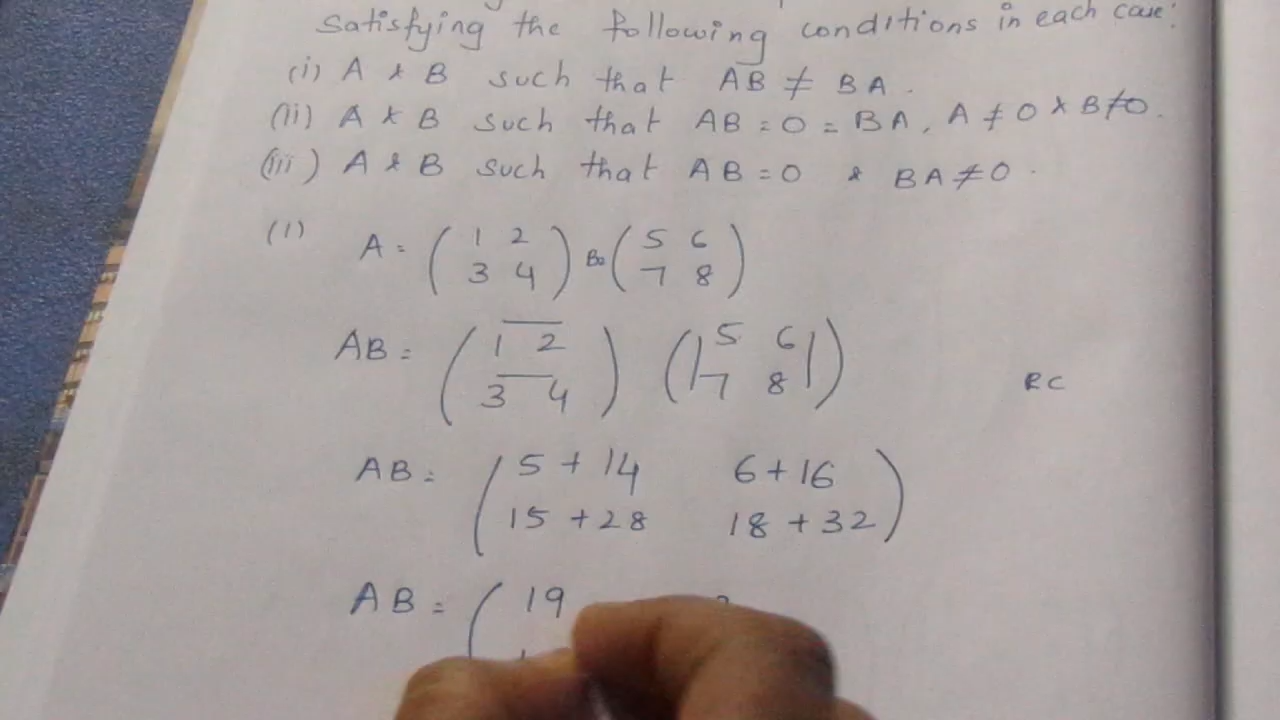 satisfying the following conditions in each case:
(i) A & B such that AB ≠ BA.
(ii) A & B such that AB = 0 = BA, A ≠ 0 & B ≠ 0.
(iii) A & B such that AB = 0 & BA ≠ 0.
(1) A = ( 1 2 B= ( 5 6
3 4 ) 7 8 )
AB = ( 1 2 ( 5 6
3 4 ) 7 8 ) RC
AB = ( 5 + 14 6 + 16
15 + 28 18 + 32 )
AB = ( 19